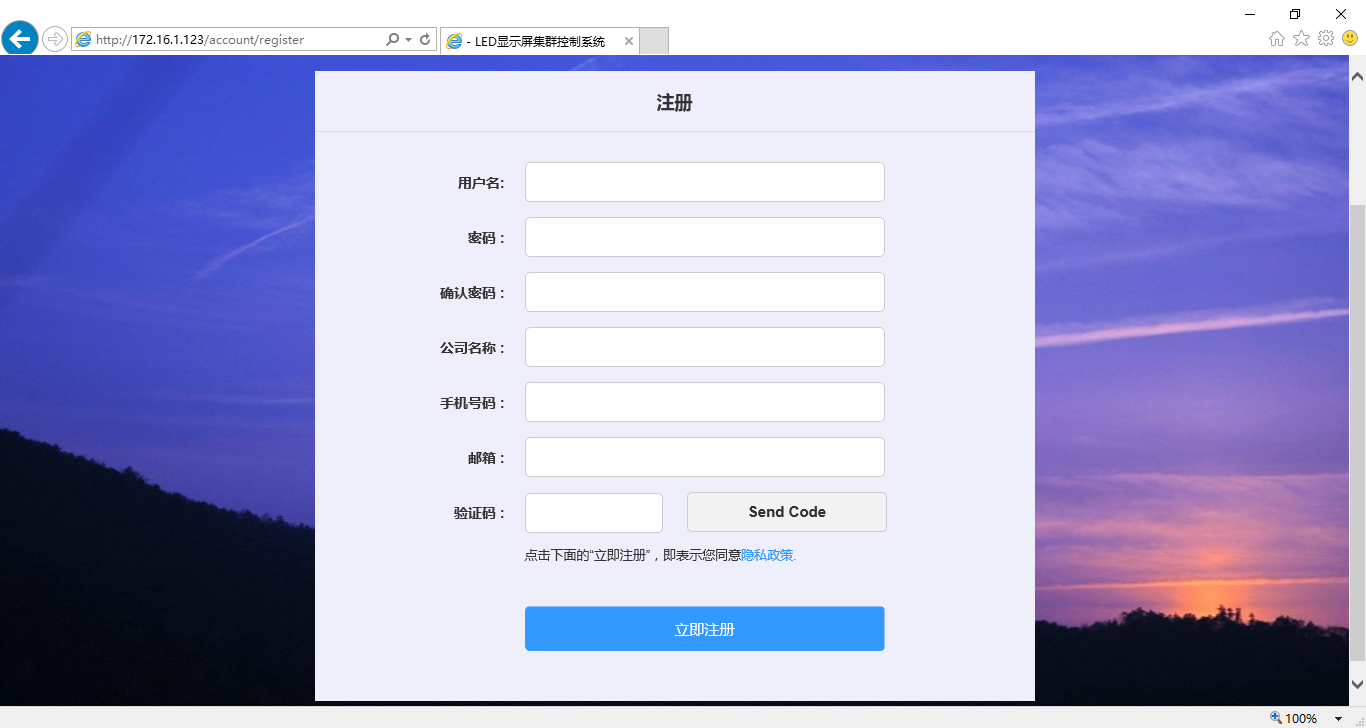 http://172.16.1.123/account/register
- LED显示屏集群控制系统
注册
用户名:
密码：
确认密码：
公司名称：
手机号码：
邮箱：
验证码：
Send Code
点击下面的“立即注册”，即表示您同意隐私政策.
立即注册
100%